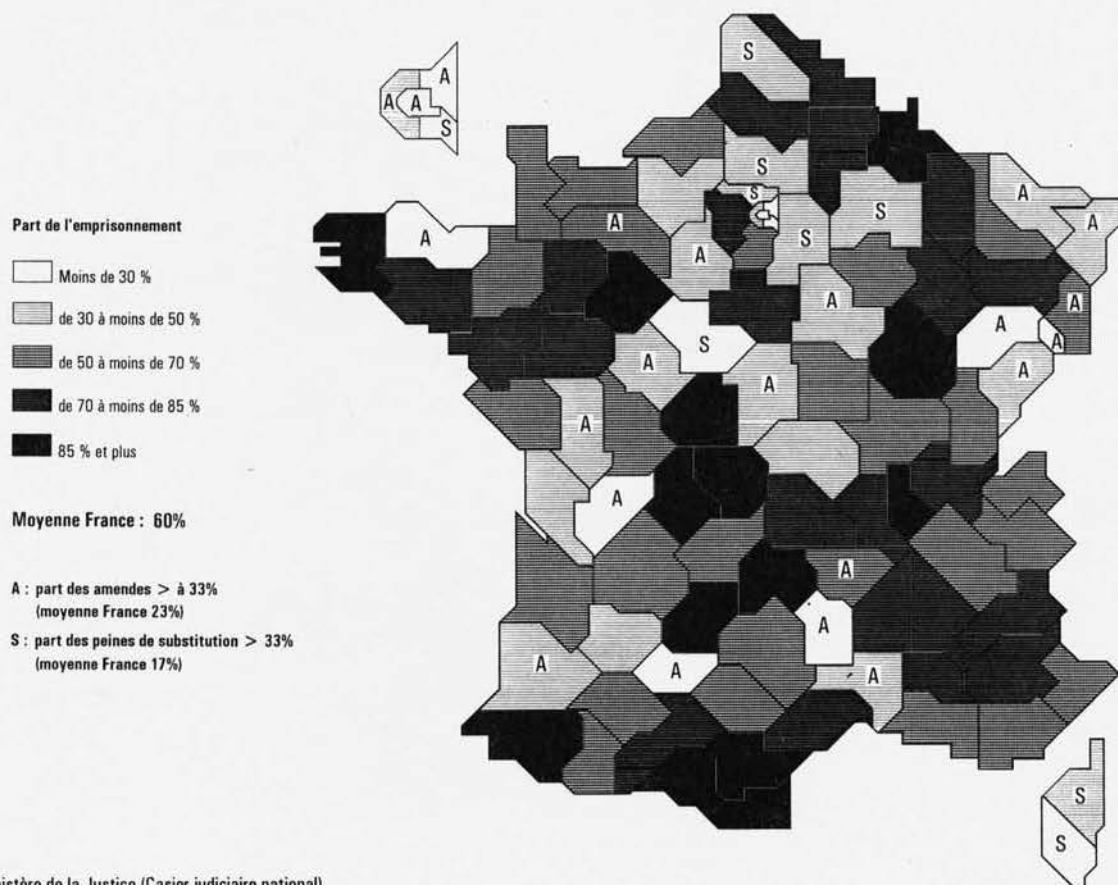 S
A
A A
S
S
S A
S
A
A A S
A
A
A
A
S A
A A
A
A
A
A
A
A A A
S
S
Part de l'emprisonnement
Moins de 30 %
de 30 à moins de 50 %
de 50 à moins de 70 %
de 70 à moins de 85 %
85 % et plus
Moyenne France : 60%
A : part des amendes > à 33%
(moyenne France 23%)
S : part des peines de substitution > 33%
(moyenne France 17%)
de la Justice (Casier judiciaire national)